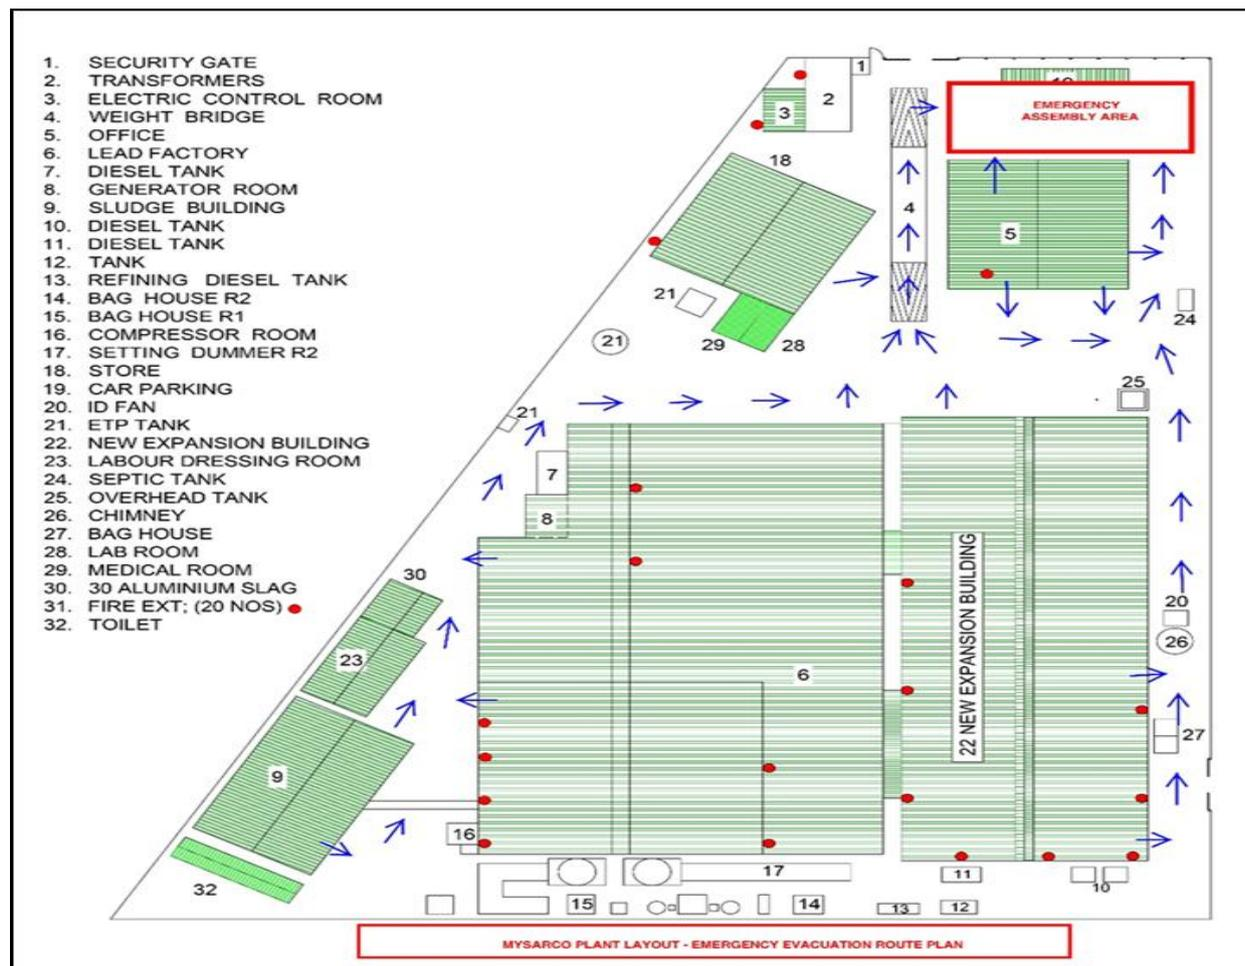 1. SECURITY GATE
2. TRANSFORMERS
3. ELECTRIC CONTROL ROOM
4. WEIGHT BRIDGE
5. OFFICE
6. LEAD FACTORY
7. DIESEL TANK
8. GENERATOR ROOM
9. SLUDGE BUILDING
10. DIESEL TANK
11. DIESEL TANK
12. TANK
13. REFINING DIESEL TANK
14. BAG HOUSE R2
15. BAG HOUSE R1
16. COMPRESSOR ROOM
17. SETTING DUMMER R2
18. STORE
19. CAR PARKING
20. ID FAN
21. ETP TANK
22. NEW EXPANSION BUILDING
23. LABOUR DRESSING ROOM
24. SEPTIC TANK
25. OVERHEAD TANK
26. CHIMNEY
27. BAG HOUSE
28. LAB ROOM
29. MEDICAL ROOM
30. 30 ALUMINIUM SLAG
31. FIRE EXT; (20 NOS)
32. TOILET
1
2
3
EMERGENCY
ASSEMBLY AREA
18
4
5
21
24
21
29
28
25
21
7
8
30
20
26
23
6
22 NEW EXPANSION BUILDING
27
9
16
17
11
10
32
15
14
13
12
MYSARCO PLANT LAYOUT - EMERGENCY EVACUATION ROUTE PLAN